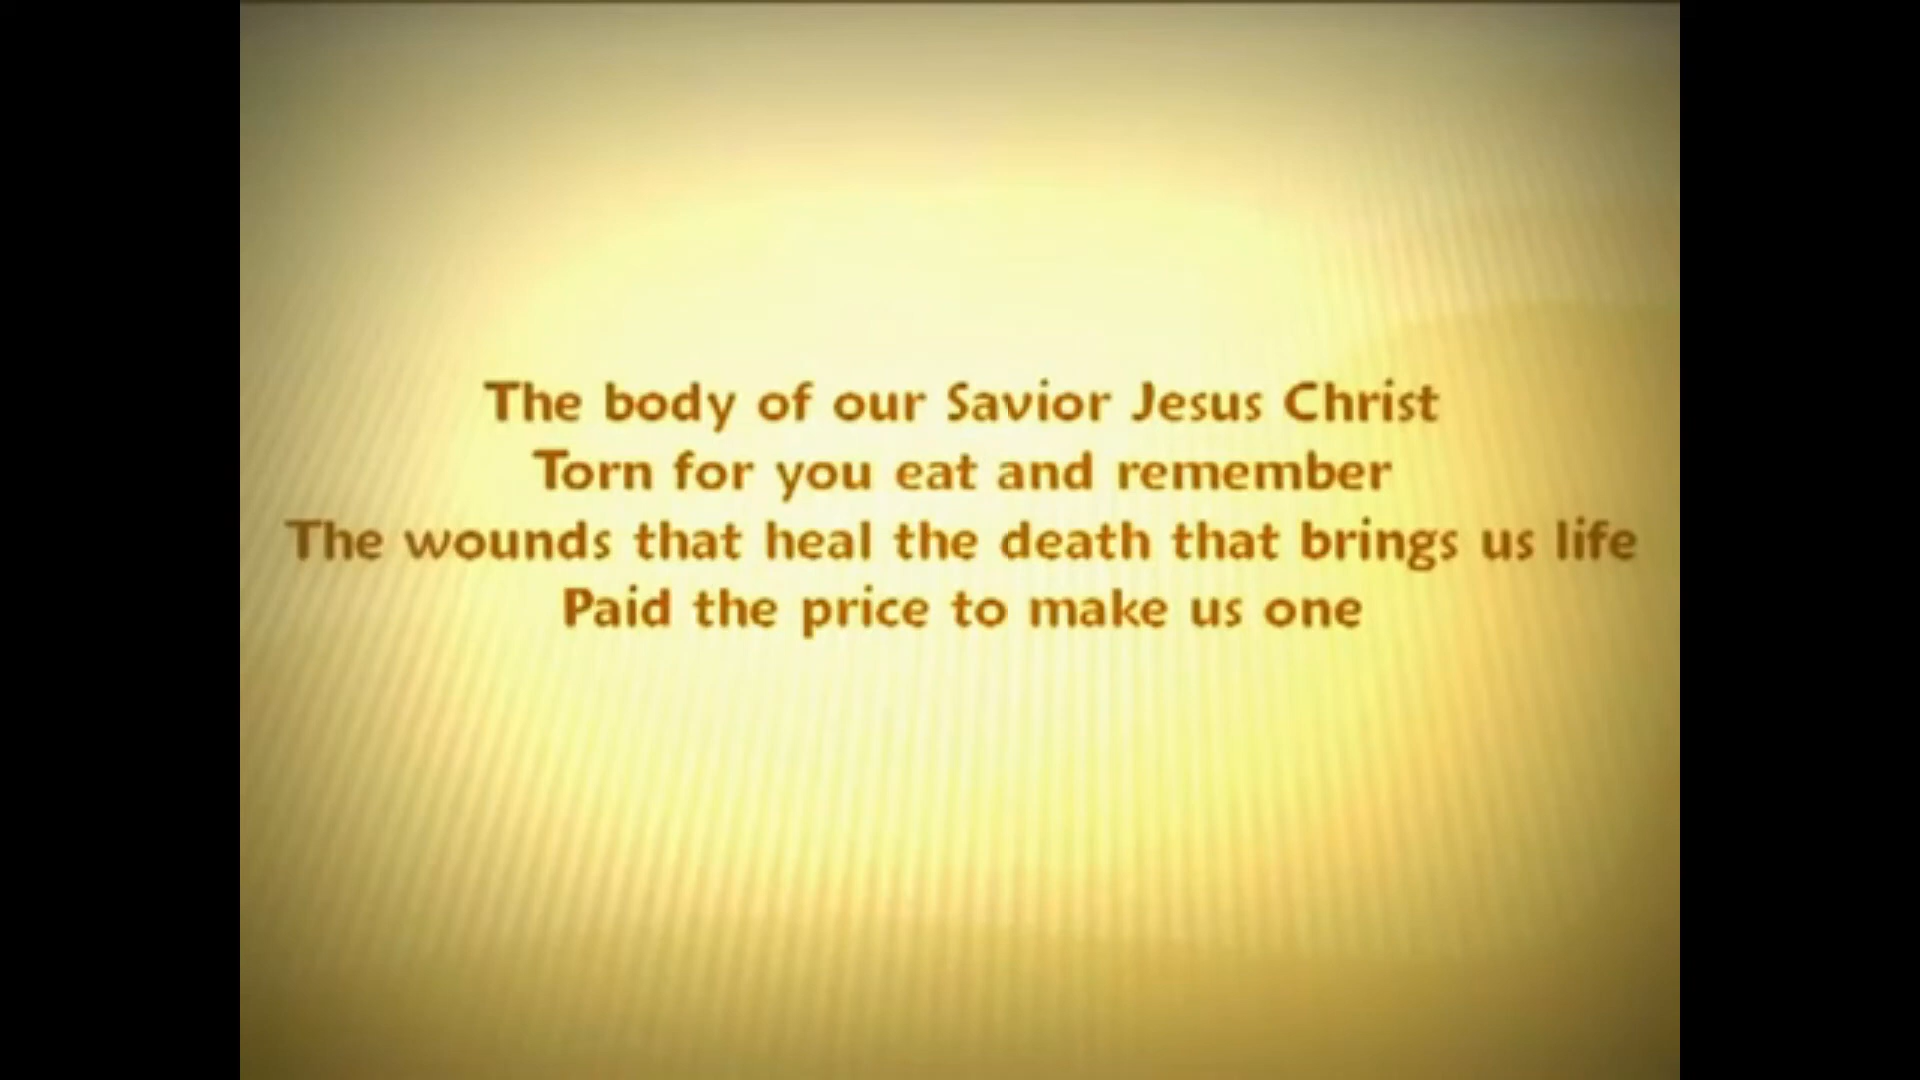 The body of our Savior Jesus Christ
Torn for you eat and remember
The wounds that heal the death that brings us life
Paid the price to make us one